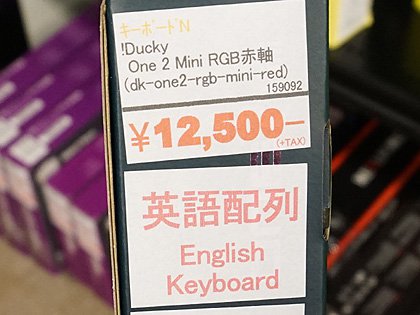 ｷｰﾎﾞｰﾄﾞN
!Ducky
One 2 Mini RGB赤軸
(dk-one2-rgb-mini-red)
159092
¥12,500-
(+TAX)
英語配列
English
Keyboard